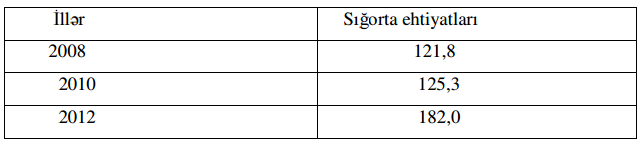 İllər Sığorta ehtiyatları
2008 121,8
2010 125,3
2012 182,0